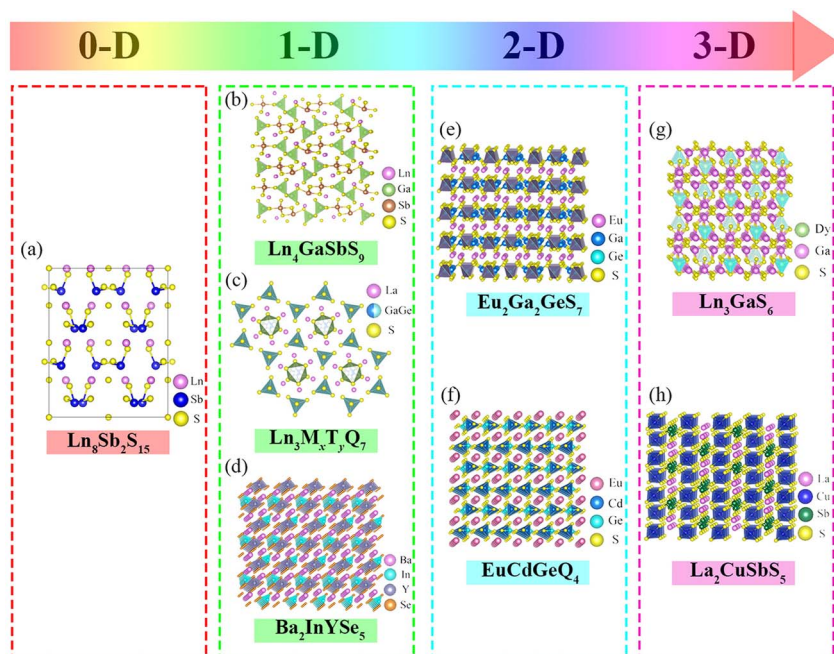 0-D
1-D
2-D
3-D
(a)
Ln
Sb
S
Ln₈Sb₂S₁₅
(b)
Ln
Ga
Sb
S
Ln₄GaSbS₉
(c)
La
GaGe
S
Ln₃MₓTᵧQ₇
(d)
Ba
In
Y
Se
Ba₂InYSe₅
(e)
Eu
Ga
Ge
S
Eu₂Ga₂GeS₇
(f)
Eu
Cd
Ge
S
EuCdGeQ₄
(g)
Dy
Ga
S
Ln₃GaS₆
(h)
La
Cu
Sb
S
La₂CuSbS₅